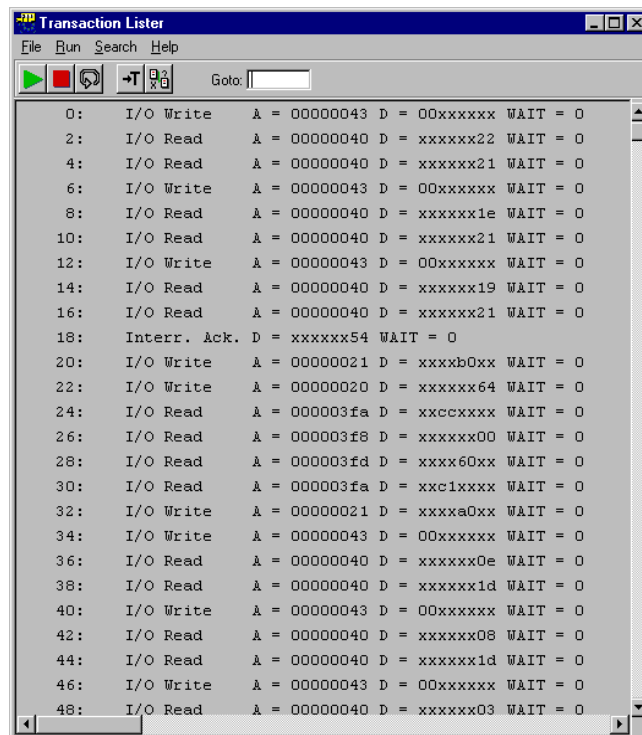 Transaction Lister
File Run Search Help
→T Goto:
0: I/O Write A = 00000043 D = 00xxxxxx WAIT = 0
2: I/O Read A = 00000040 D = xxxxxx22 WAIT = 0
4: I/O Read A = 00000040 D = xxxxxx21 WAIT = 0
6: I/O Write A = 00000043 D = 00xxxxxx WAIT = 0
8: I/O Read A = 00000040 D = xxxxxx1e WAIT = 0
10: I/O Read A = 00000040 D = xxxxxx21 WAIT = 0
12: I/O Write A = 00000043 D = 00xxxxxx WAIT = 0
14: I/O Read A = 00000040 D = xxxxxx19 WAIT = 0
16: I/O Read A = 00000040 D = xxxxxx21 WAIT = 0
18: Interr. Ack. D = xxxxxx54 WAIT = 0
20: I/O Write A = 00000021 D = xxxxb0xx WAIT = 0
22: I/O Write A = 00000020 D = xxxxxx64 WAIT = 0
24: I/O Read A = 000003fa D = xxccxxxx WAIT = 0
26: I/O Read A = 000003f8 D = xxxxxx00 WAIT = 0
28: I/O Read A = 000003fd D = xxxx60xx WAIT = 0
30: I/O Read A = 000003fa D = xxc1xxxx WAIT = 0
32: I/O Write A = 00000021 D = xxxxa0xx WAIT = 0
34: I/O Write A = 00000043 D = 00xxxxxx WAIT = 0
36: I/O Read A = 00000040 D = xxxxxx0e WAIT = 0
38: I/O Read A = 00000040 D = xxxxxx1d WAIT = 0
40: I/O Write A = 00000043 D = 00xxxxxx WAIT = 0
42: I/O Read A = 00000040 D = xxxxxx08 WAIT = 0
44: I/O Read A = 00000040 D = xxxxxx1d WAIT = 0
46: I/O Write A = 00000043 D = 00xxxxxx WAIT = 0
48: I/O Read A = 00000040 D = xxxxxx03 WAIT = 0